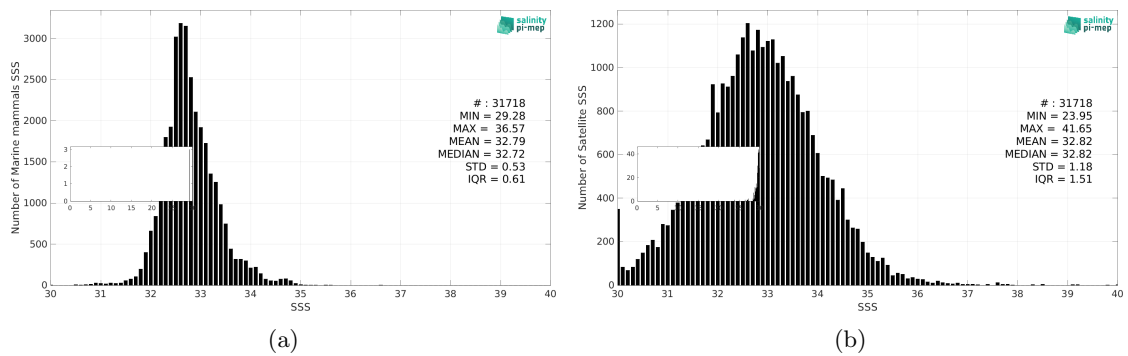 salinity
pi-mep
Number of Marine mammals SSS
3000
2500
2000
1500
1000
500
0
# : 31718
MIN = 29.28
MAX = 36.57
MEAN = 32.79
MEDIAN = 32.72
STD = 0.53
IQR = 0.61
3
2
1
0
0 5 10 15 20 25
30 31 32 33 34 35 36 37 38 39 40
SSS
(a)
salinity
pi-mep
Number of Satellite SSS
1200
1000
800
600
400
200
0
# : 31718
MIN = 23.95
MAX = 41.65
MEAN = 32.82
MEDIAN = 32.82
STD = 1.18
IQR = 1.51
40
20
0
0 5 10 15 20
30 31 32 33 34 35 36 37 38 39 40
SSS
(b)